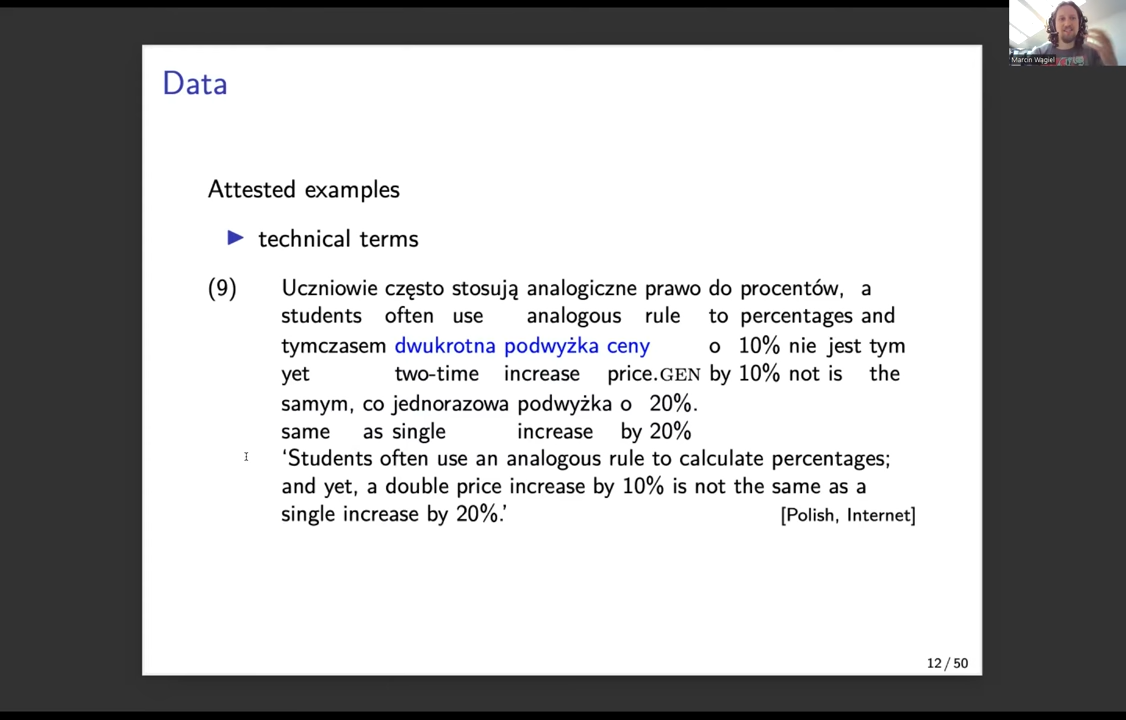 Marcin Wągiel
Data
Attested examples
▶ technical terms
(9) Uczniowie często stosują analogiczne prawo do procentów, a
students often use analogous rule to percentages and
tymczasem dwukrotna podwyżka ceny o 10% nie jest tym
yet two-time increase price.GEN by 10% not is the
samym, co jednorazowa podwyżka o 20%.
same as single increase by 20%
‘Students often use an analogous rule to calculate percentages;
and yet, a double price increase by 10% is not the same as a
single increase by 20%.’ [Polish, Internet]
12 / 50